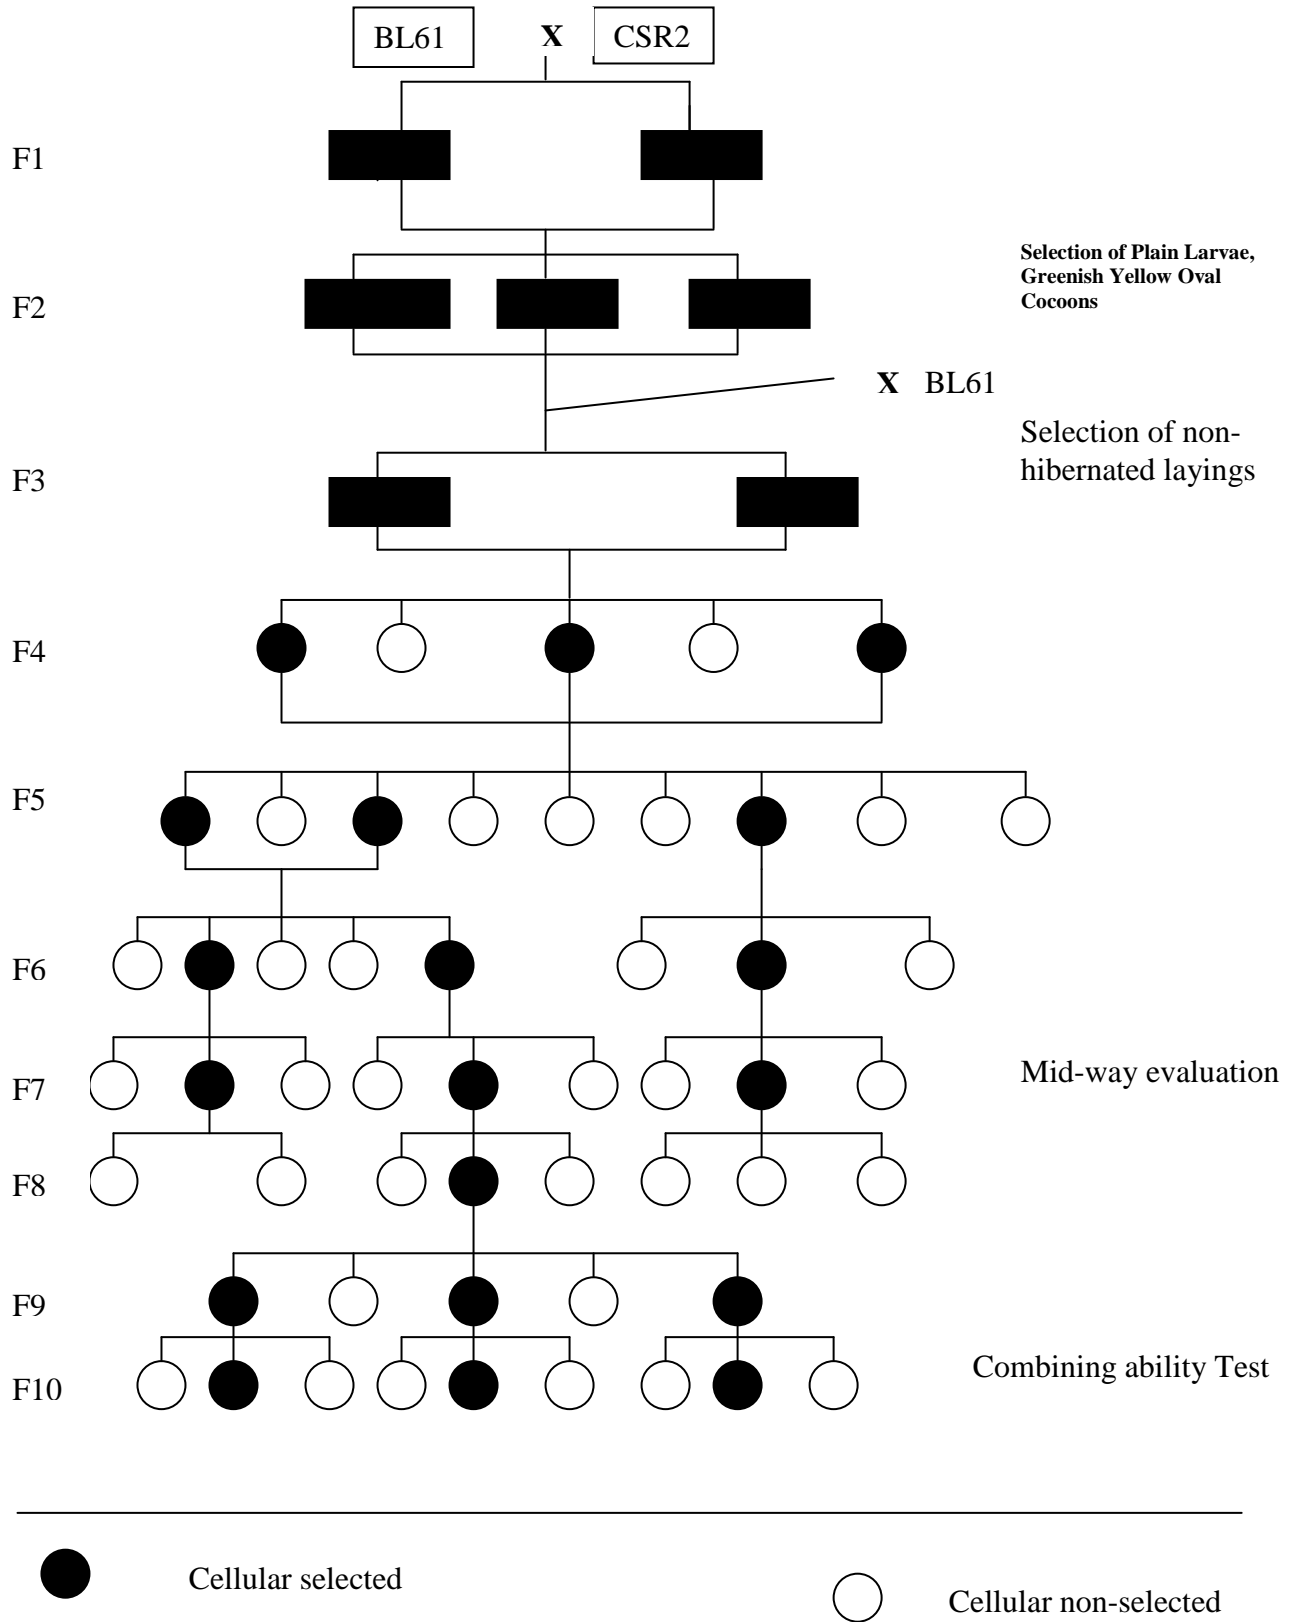 BL61 X CSR2
F1
Selection of Plain Larvae,
Greenish Yellow Oval
Cocoons
F2
X BL61
Selection of non-
hibernated layings
F3
F4
F5
F6
F7
Mid-way evaluation
F8
F9
Combining ability Test
F10
Cellular selected
Cellular non-selected